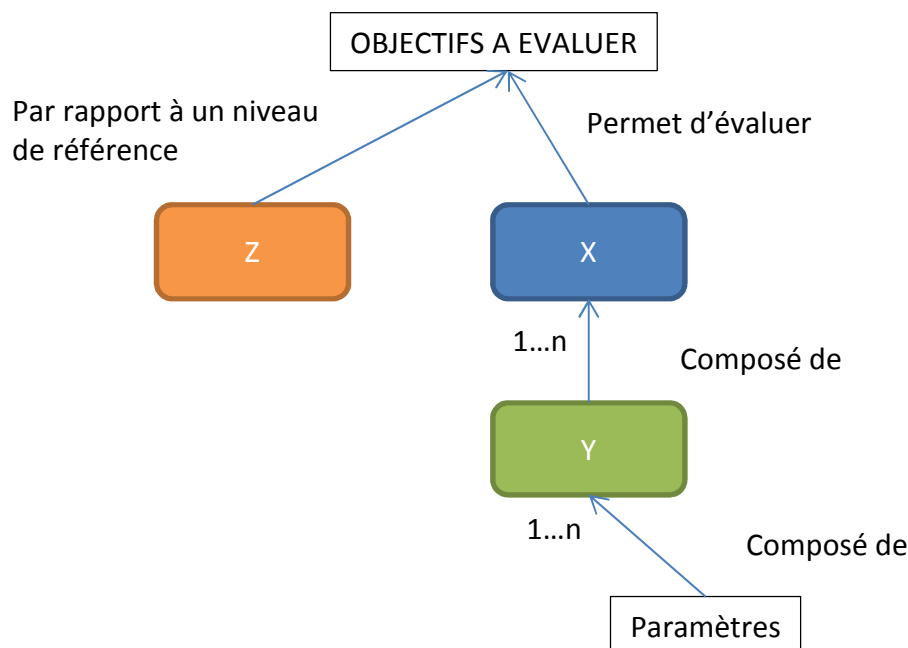 OBJECTIFS A EVALUER
Par rapport à un niveau
de référence
Permet d’évaluer
Z
X
1…n
Composé de
Y
1…n
Composé de
Paramètres